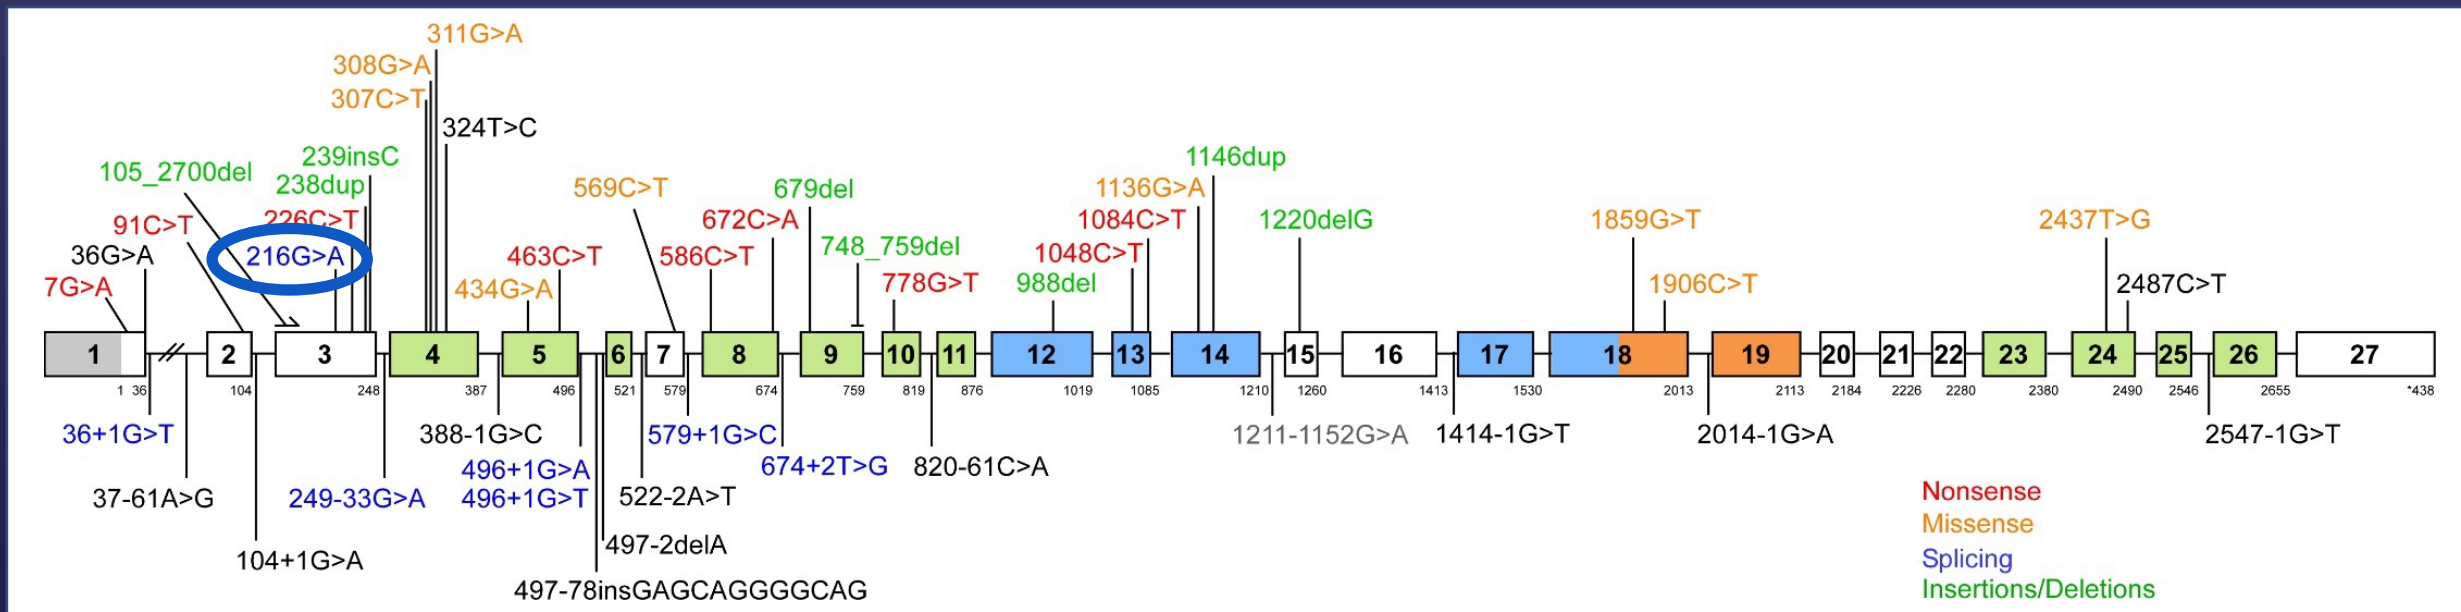 311G>A
308G>A
307C>T
324T>C
239insC
1146dup
105_2700del
238dup
569C>T
679del
1136G>A
91C>T
226C>T
672C>A
1084C>T
1220delG
1859G>T
2437T>G
36G>A
216G>A
463C>T
586C>T
748_759del
1048C>T
7G>A
434G>A
778G>T
988del
1906C>T
2487C>T
1 2 3 4 5 6 7 8 9 10 11 12 13 14 15 16 17 18 19 20 21 22 23 24 25 26 27
1 36 104 248 387 496 521 579 674 759 819 876 1019 1085 1210 1260 1413 1530 2013 2113 2184 2226 2280 2380 2490 2546 2655 *438
36+1G>T
388-1G>C
579+1G>C
1211-1152G>A
1414-1G>T
2014-1G>A
2547-1G>T
496+1G>A
674+2T>G
820-61C>A
37-61A>G
249-33G>A
496+1G>T
522-2A>T
497-2delA
104+1G>A
497-78insGAGCAGGGGCAG
Nonsense
Missense
Splicing
Insertions/Deletions